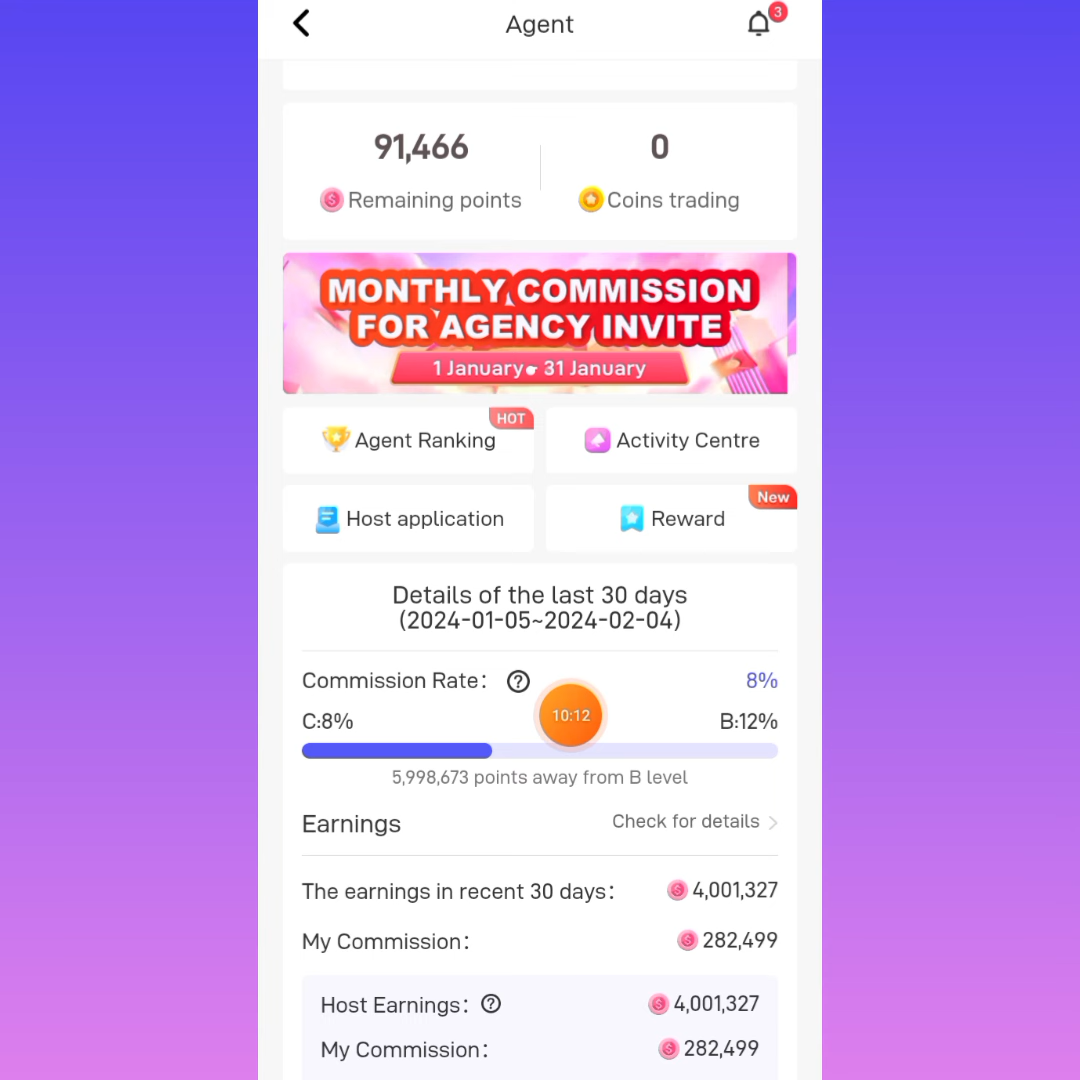 Agent
3
91,466
0
Remaining points
Coins trading
MONTHLY COMMISSION
FOR AGENCY INVITE
1 January 31 January
HOT
Agent Ranking
Activity Centre
New
Host application
Reward
Details of the last 30 days
(2024-01-05~2024-02-04)
Commission Rate: ?
8%
10:12
C:8%
B:12%
5,998,673 points away from B level
Earnings
Check for details >
The earnings in recent 30 days:
4,001,327
My Commission:
282,499
Host Earnings: ?
4,001,327
My Commission:
282,499